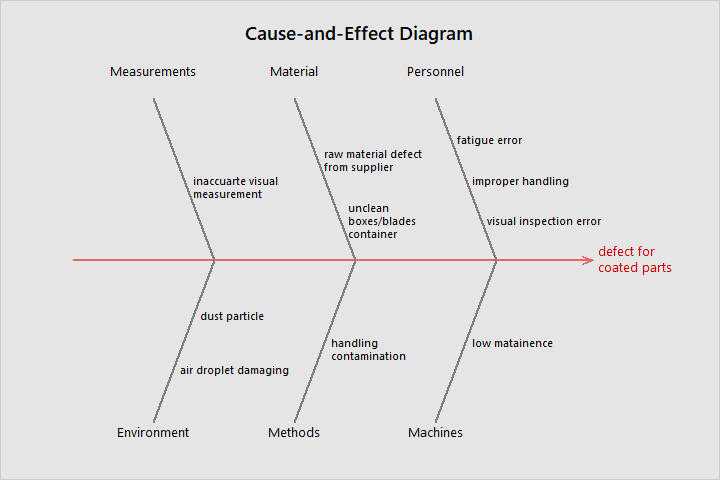 Cause-and-Effect Diagram
Measurements
Material
Personnel
fatigue error
raw material defect
from supplier
inaccuarte visual
measurement
improper handling
unclean
boxes/blades
container
visual inspection error
defect for
coated parts
dust particle
air droplet damaging
handling
contamination
low matainence
Environment
Methods
Machines